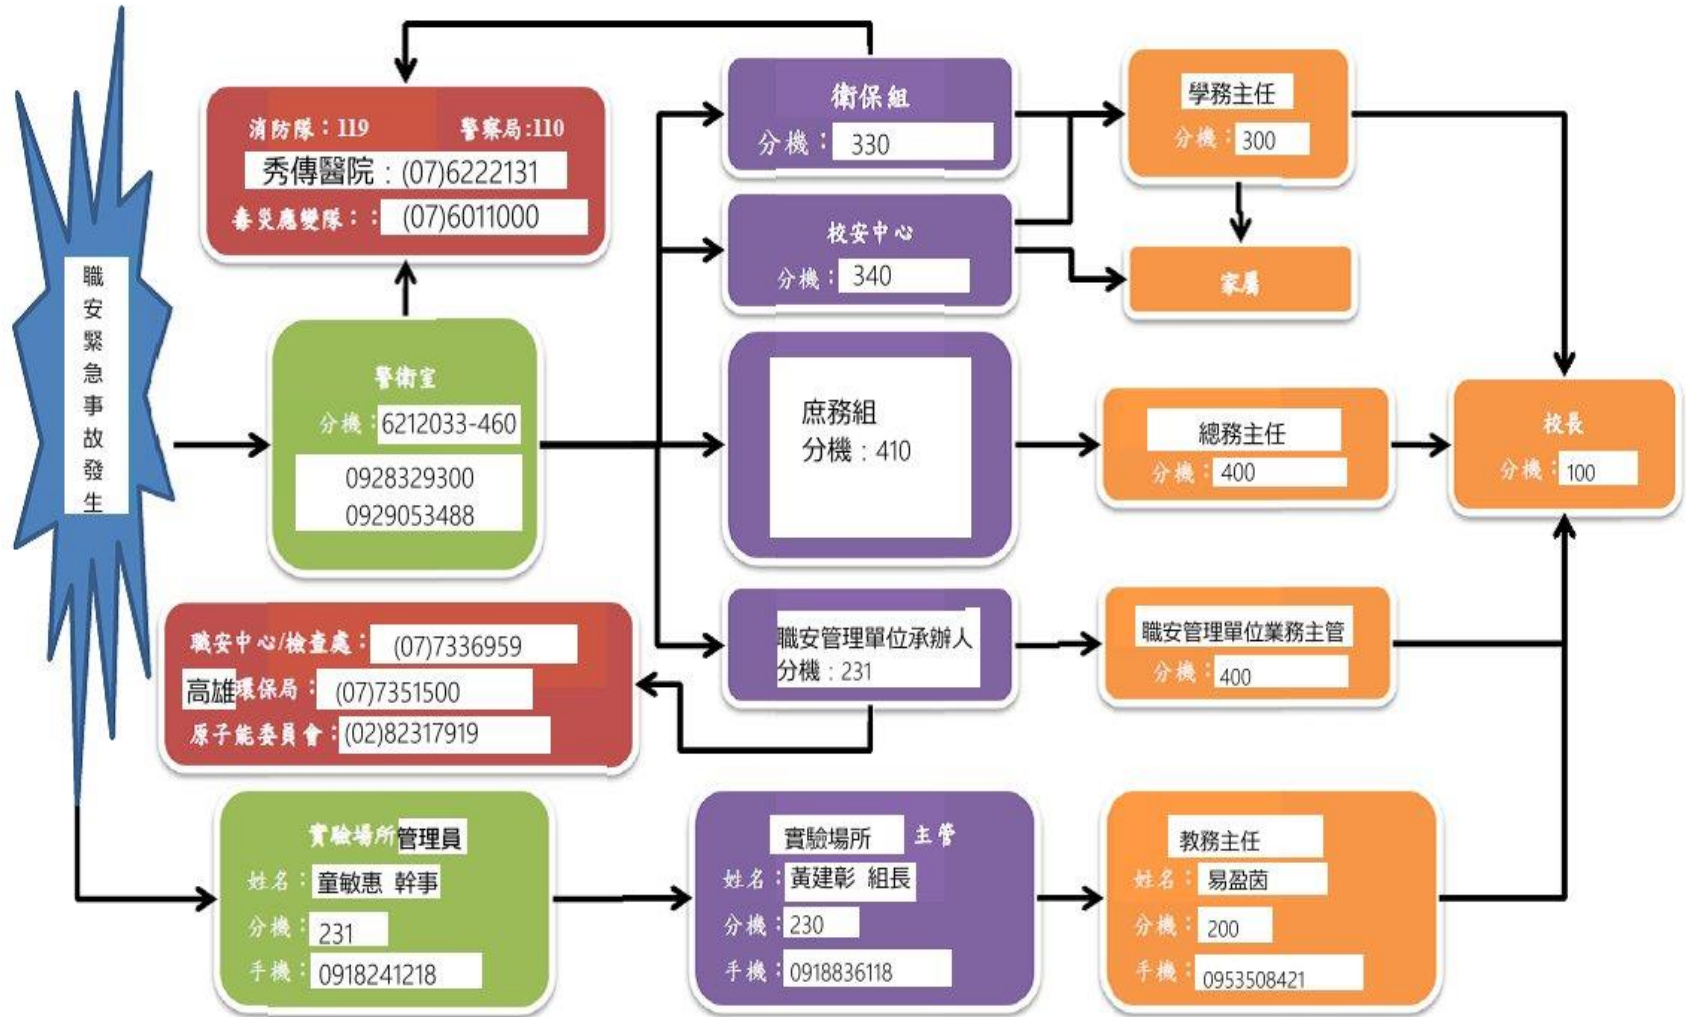 職安緊急事故發生
消防隊：119 警察局:110
秀傳醫院：(07)6222131
毒災應變隊：：(07)6011000
警衛室
分機：6212033-460
0928329300
0929053488
衛保組
分機：330
校安中心
分機：340
庶務組
分機：410
職安管理單位承辦人
分機：231
學務主任
分機：300
家屬
總務主任
分機：400
職安管理單位業務主管
分機：400
校長
分機：100
職安中心/檢查處：(07)7336959
高雄環保局：(07)7351500
原子能委員會：(02)82317919
實驗場所管理員
姓名：童敏惠 幹事
分機：231
手機：0918241218
實驗場所 主管
姓名：黃建彰 組長
分機：230
手機：0918836118
教務主任
姓名：易盈茵
分機：200
手機：0953508421